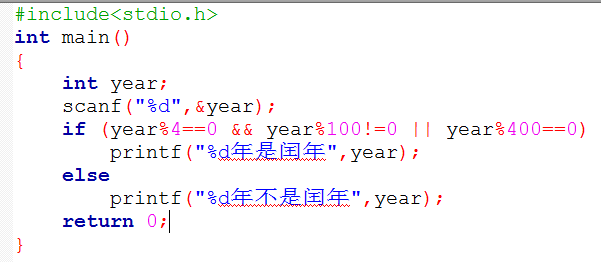 #include<stdio.h>
int main()
{
    int year;
    scanf("%d",&year);
    if (year%4==0 && year%100!=0 || year%400==0)
        printf("%d年是闰年",year);
    else
        printf("%d年不是闰年",year);
    return 0;
}